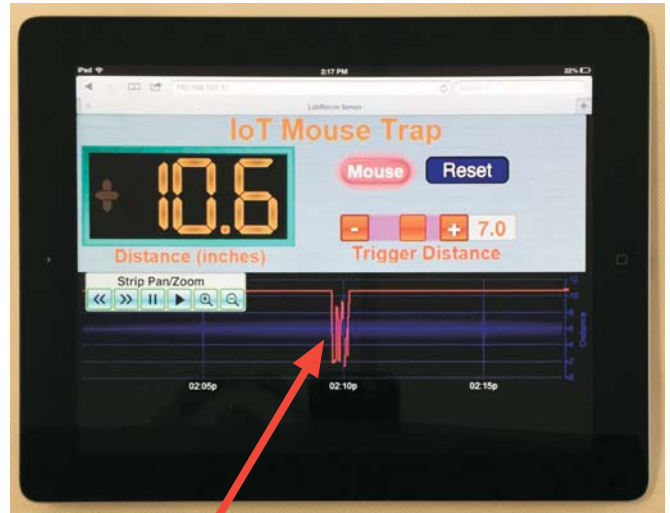 iPad 2:17 PM 22%
LabRecon Server
IoT Mouse Trap
10.6
Mouse Reset
- + 7.0
Distance (inches) Trigger Distance
Strip Pan/Zoom
Distance
02:05p 02:10p 02:15p